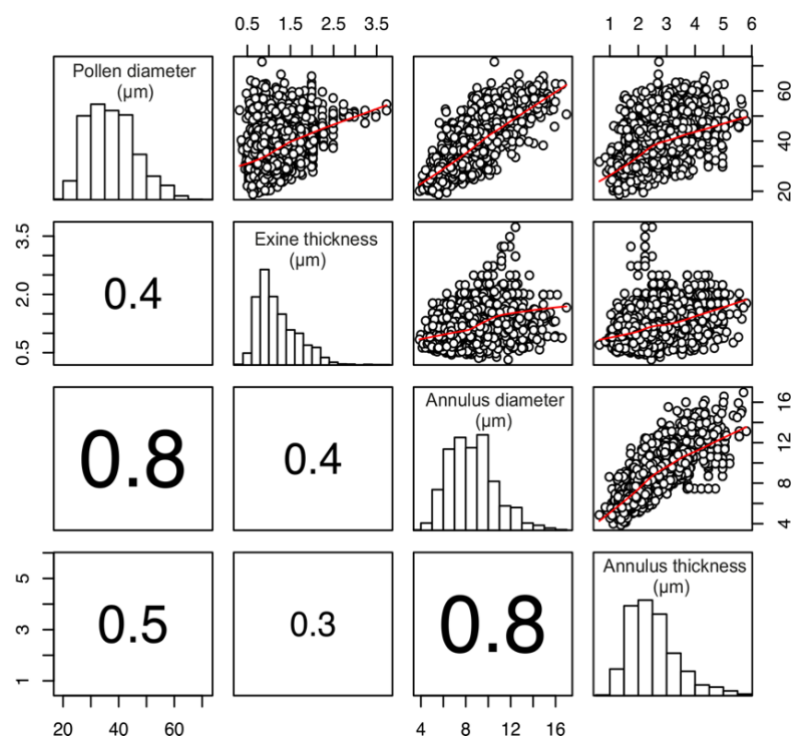 0.5 1.5 2.5 3.5
1 2 3 4 5 6
Pollen diameter
(µm)
20 40 60
3.5
2.0
0.5
0.4
Exine thickness
(µm)
0.8
0.4
Annulus diameter
(µm)
16
12
8
4
5
3
1
0.5
0.3
0.8
Annulus thickness
(µm)
20 40 60
4 8 12 16